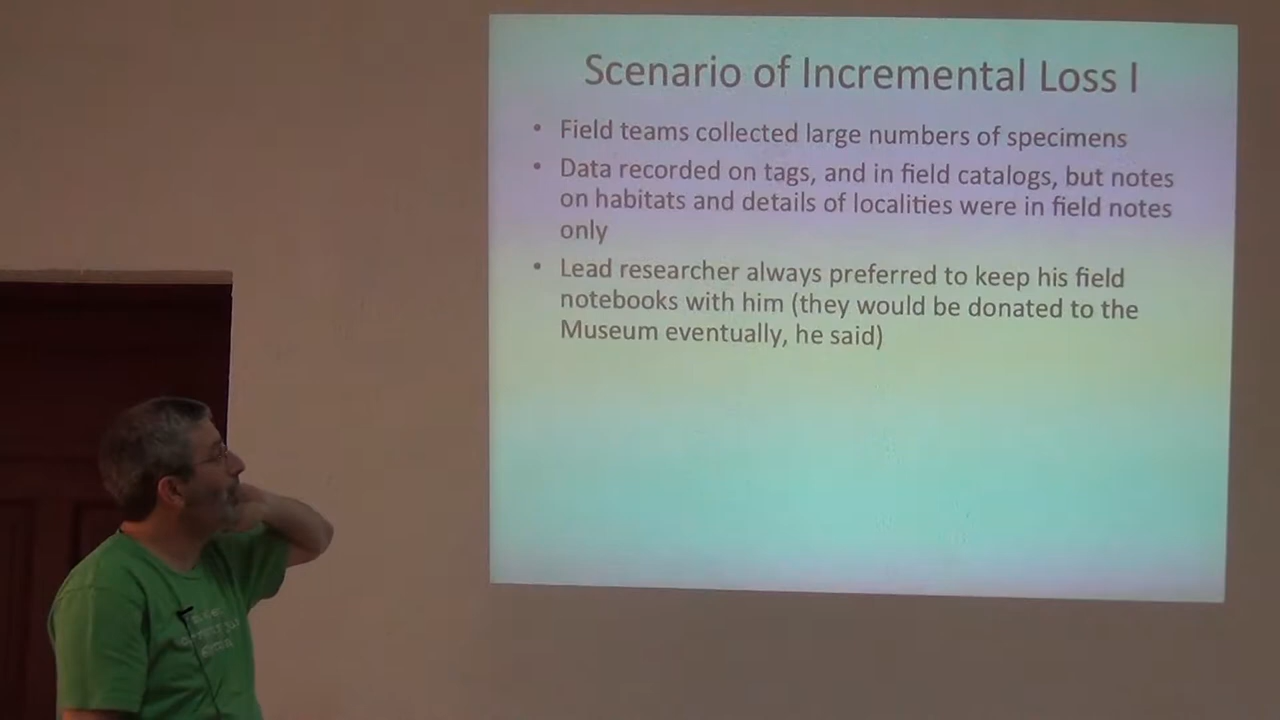 Scenario of Incremental Loss I
• Field teams collected large numbers of specimens
• Data recorded on tags, and in field catalogs, but notes
on habitats and details of localities were in field notes
only
• Lead researcher always preferred to keep his field
notebooks with him (they would be donated to the
Museum eventually, he said)